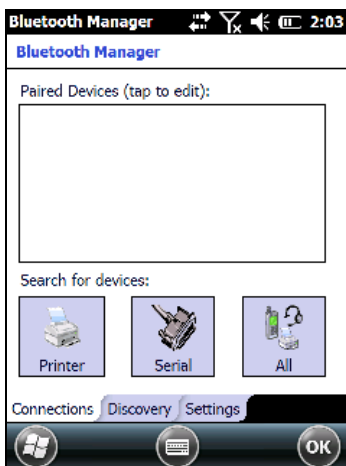 Bluetooth Manager 2:03
Bluetooth Manager
Paired Devices (tap to edit):
Search for devices:
Printer Serial All
Connections Discovery Settings
OK